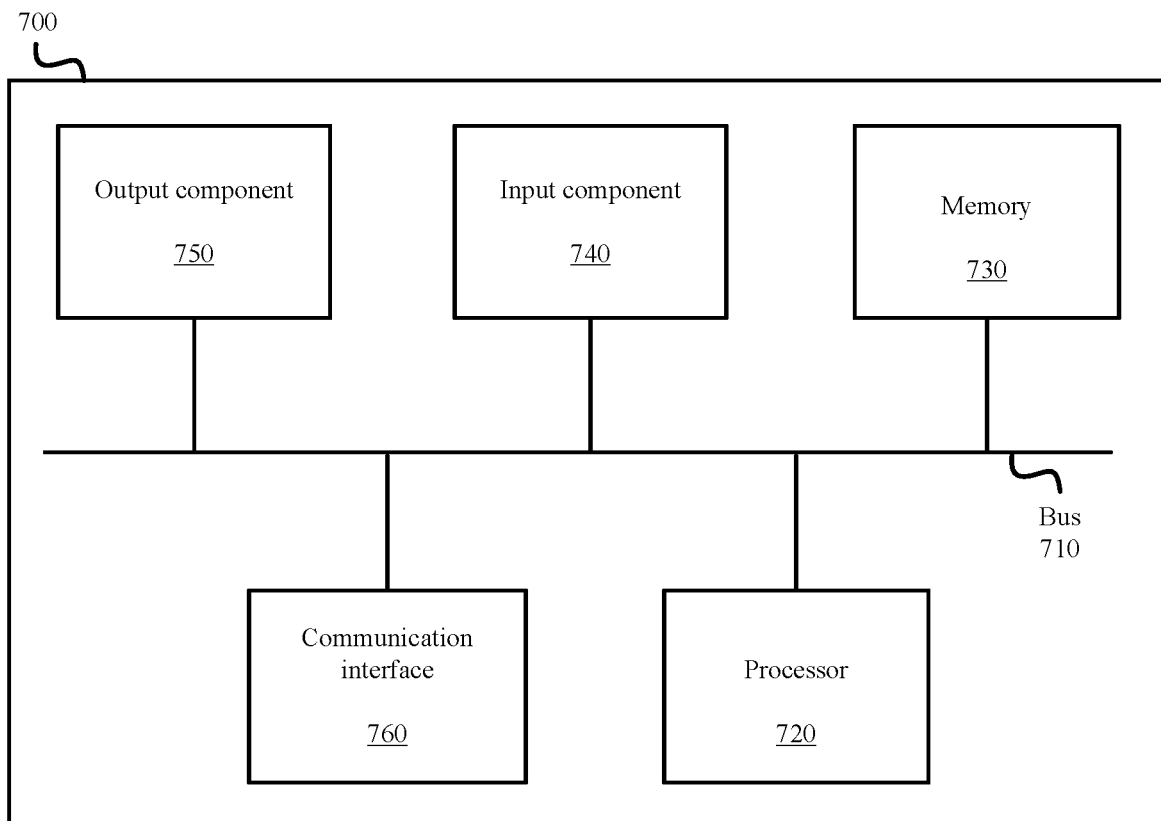 700
Output component
750
Input component
740
Memory
730
Bus
710
Communication
interface
760
Processor
720